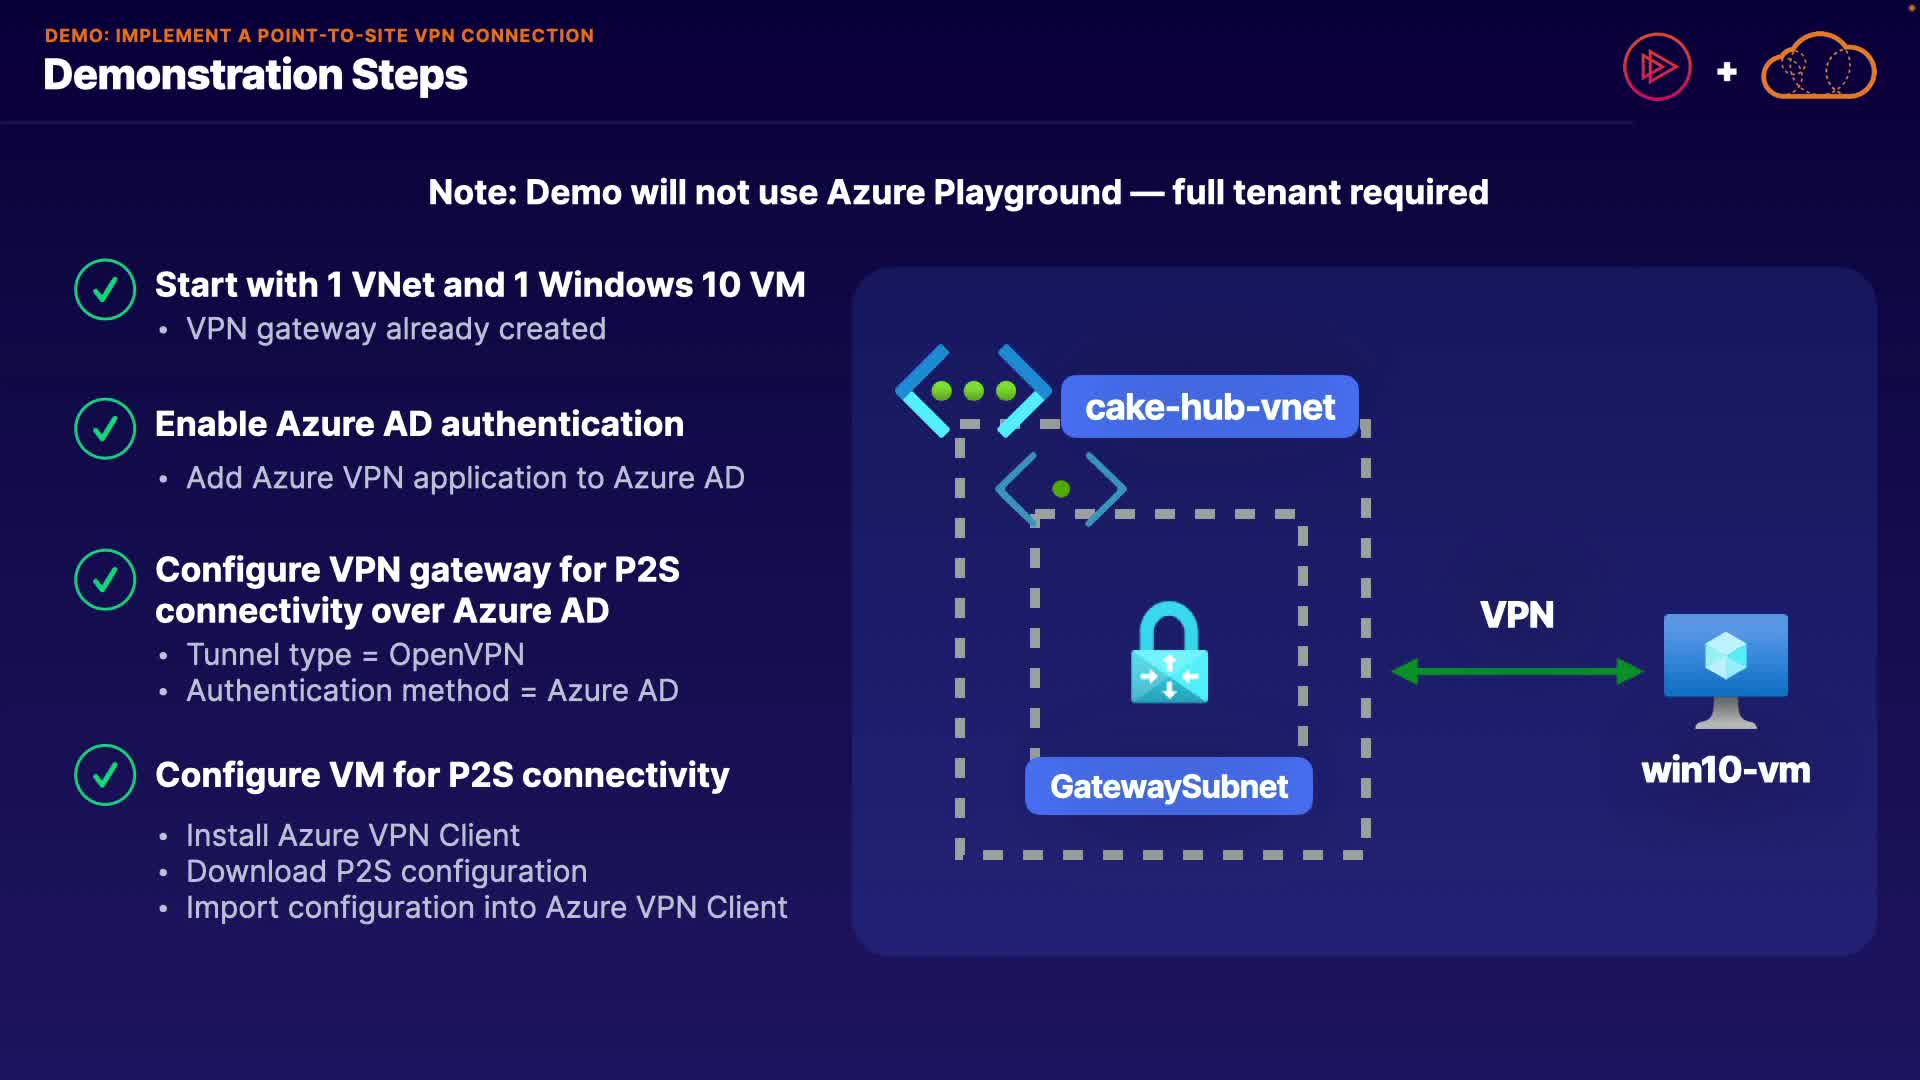 DEMO: IMPLEMENT A POINT-TO-SITE VPN CONNECTION
Demonstration Steps
+
Note: Demo will not use Azure Playground — full tenant required
Start with 1 VNet and 1 Windows 10 VM
• VPN gateway already created
Enable Azure AD authentication
• Add Azure VPN application to Azure AD
Configure VPN gateway for P2S
connectivity over Azure AD
• Tunnel type = OpenVPN
• Authentication method = Azure AD
Configure VM for P2S connectivity
• Install Azure VPN Client
• Download P2S configuration
• Import configuration into Azure VPN Client
cake-hub-vnet
GatewaySubnet
VPN
win10-vm